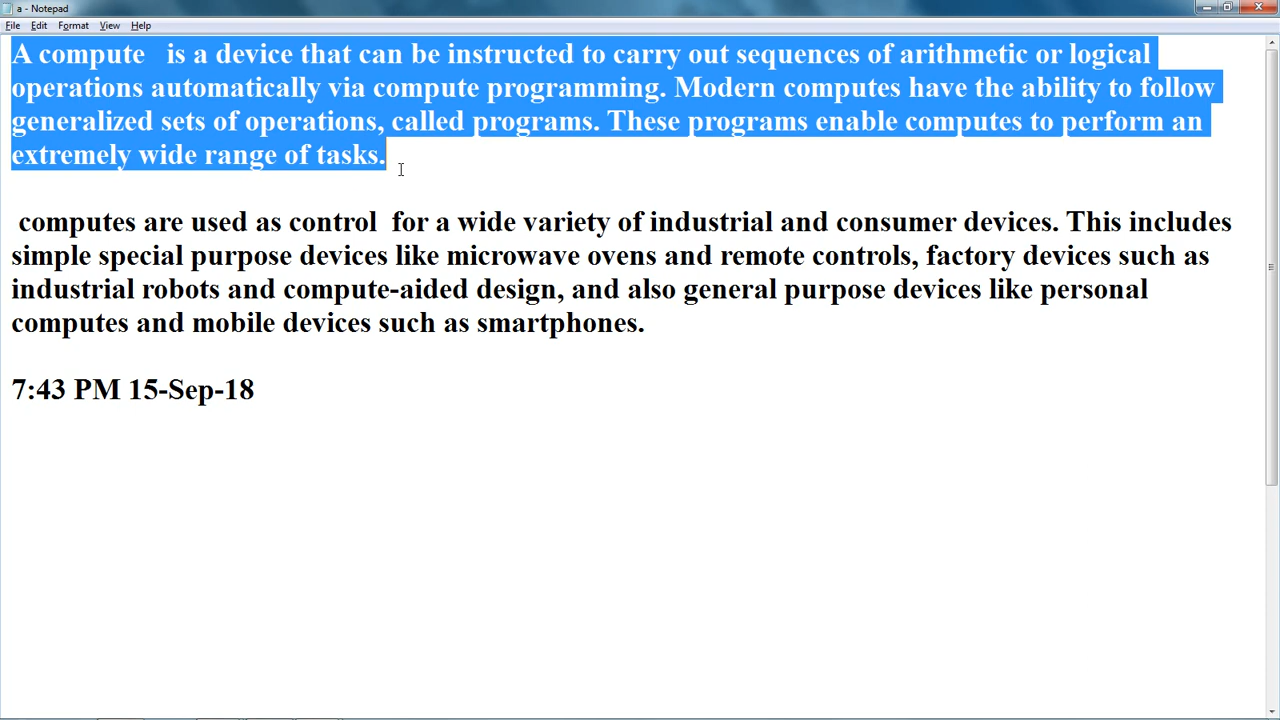 a - Notepad
File Edit Format View Help
A compute   is a device that can be instructed to carry out sequences of arithmetic or logical
operations automatically via compute programming. Modern computes have the ability to follow
generalized sets of operations, called programs. These programs enable computes to perform an
extremely wide range of tasks.
 computes are used as control  for a wide variety of industrial and consumer devices. This includes
simple special purpose devices like microwave ovens and remote controls, factory devices such as
industrial robots and compute-aided design, and also general purpose devices like personal
computes and mobile devices such as smartphones.
7:43 PM 15-Sep-18